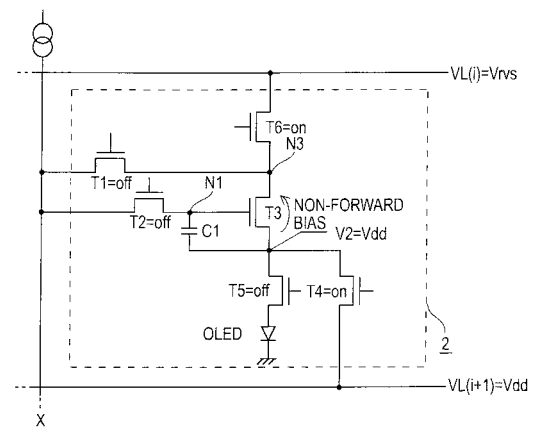 VL(i)=Vrvs
T6=on
N3
T1=off
N1
T3
NON-FORWARD
BIAS
T2=off
C1
V2=Vdd
T5=off
T4=on
OLED
2
VL(i+1)=Vdd
X